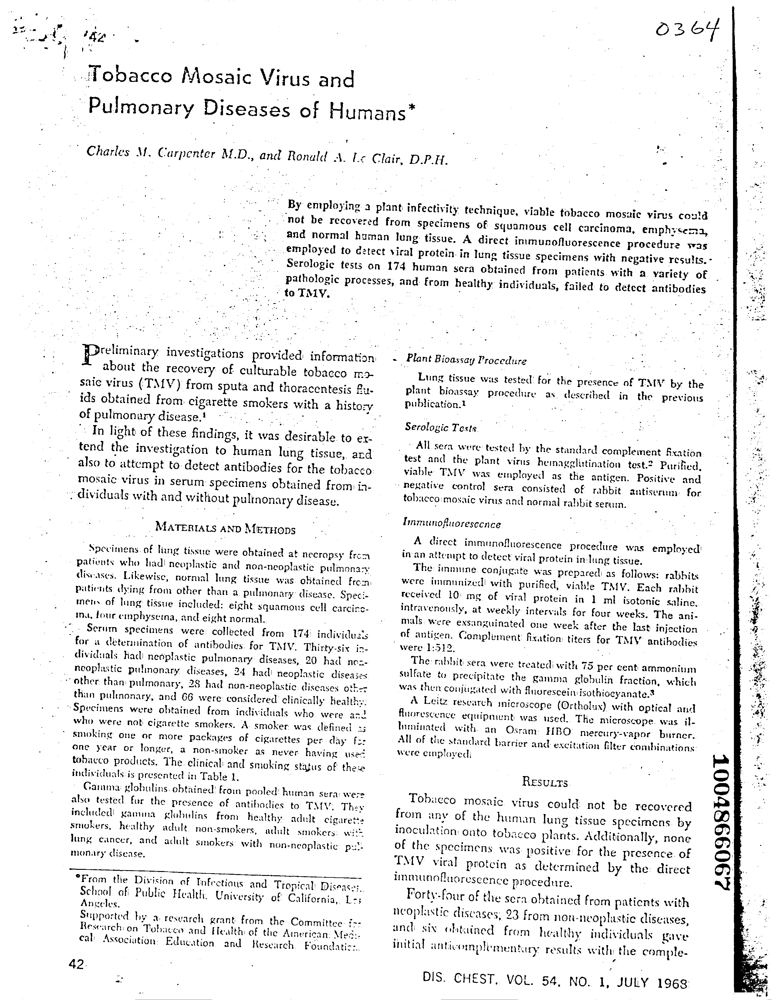 0364
'42
Tobacco Mosaic Virus and
Pulmonary Diseases of Humans*
Charles M. Carpenter M.D., and Ronald A. Le Clair, D.P.H.
By employing a plant infectivity technique, viable tobacco mosaic virus could
not be recovered from specimens of squamous cell carcinoma, emphysema,
and normal human lung tissue. A direct immunofluorescence procedure was
employed to detect viral protein in lung tissue specimens with negative results.
Serologic tests on 174 human sera obtained from patients with a variety of
pathologic processes, and from healthy individuals, failed to detect antibodies
to TMV.
Preliminary investigations provided information
about the recovery of culturable tobacco mo-
saic virus (TMV) from sputa and thoracentesis flu-
ids obtained from cigarette smokers with a history
of pulmonary disease.¹
In light of these findings, it was desirable to ex-
tend the investigation to human lung tissue, and
also to attempt to detect antibodies for the tobacco
mosaic virus in serum specimens obtained from in-
dividuals with and without pulmonary disease.
MATERIALS AND METHODS
Specimens of lung tissue were obtained at necropsy from
patients who had neoplastic and non-neoplastic pulmonary
diseases. Likewise, normal lung tissue was obtained from
patients dying from other than a pulmonary disease. Speci-
mens of lung tissue included: eight squamous cell carcino-
ma, four emphysema, and eight normal.
Serum specimens were collected from 174 individuals
for a determination of antibodies for TMV. Thirty-six in-
dividuals had neoplastic pulmonary diseases, 20 had non-
neoplastic pulmonary diseases, 24 had neoplastic diseases
other than pulmonary, 28 had non-neoplastic diseases other
than pulmonary, and 66 were considered clinically healthy.
Specimens were obtained from individuals who were and
who were not cigarette smokers. A smoker was defined as
smoking one or more packages of cigarettes per day for
one year or longer, a non-smoker as never having used
tobacco products. The clinical and smoking status of these
individuals is presented in Table 1.
Gamma globulins obtained from pooled human sera were
also tested for the presence of antibodies to TMV. They
included gamma globulins from healthy adult cigarette
smokers, healthy adult non-smokers, adult smokers with
lung cancer, and adult smokers with non-neoplastic pul-
monary disease.
*From the Division of Infectious and Tropical Diseases,
School of Public Health, University of California, Los
Angeles.
Supported by a research grant from the Committee for
Research on Tobacco and Health of the American Medi-
cal Association Education and Research Foundation.
42
Plant Bioassay Procedure
Lung tissue was tested for the presence of TMV by the
plant bioassay procedure as described in the previous
publication.¹
Serologic Tests
All sera were tested by the standard complement fixation
test and the plant virus hemagglutination test.² Purified,
viable TMV was employed as the antigen. Positive and
negative control sera consisted of rabbit antiserum for
tobacco mosaic virus and normal rabbit serum.
Immunofluorescence
A direct immunofluorescence procedure was employed
in an attempt to detect viral protein in lung tissue.
The immune conjugate was prepared as follows: rabbits
were immunized with purified, viable TMV. Each rabbit
received 10 mg of viral protein in 1 ml isotonic saline,
intravenously, at weekly intervals for four weeks. The ani-
mals were exsanguinated one week after the last injection
of antigen. Complement fixation titers for TMV antibodies
were 1:512.
The rabbit sera were treated with 75 per cent ammonium
sulfate to precipitate the gamma globulin fraction, which
was then conjugated with fluorescein isothiocyanate.³
A Leitz research microscope (Ortholux) with optical and
fluorescence equipment was used. The microscope was il-
luminated with an Osram HBO mercury-vapor burner.
All of the standard barrier and excitation filter combinations
were employed.
RESULTS
Tobacco mosaic virus could not be recovered
from any of the human lung tissue specimens by
inoculation onto tobacco plants. Additionally, none
of the specimens was positive for the presence of
TMV viral protein as determined by the direct
immunofluorescence procedure.
Forty-four of the sera obtained from patients with
neoplastic diseases, 23 from non-neoplastic diseases,
and six obtained from healthy individuals gave
initial anticomplementary results with the comple-
DIS. CHEST, VOL. 54, NO. 1, JULY 1968
1004866067